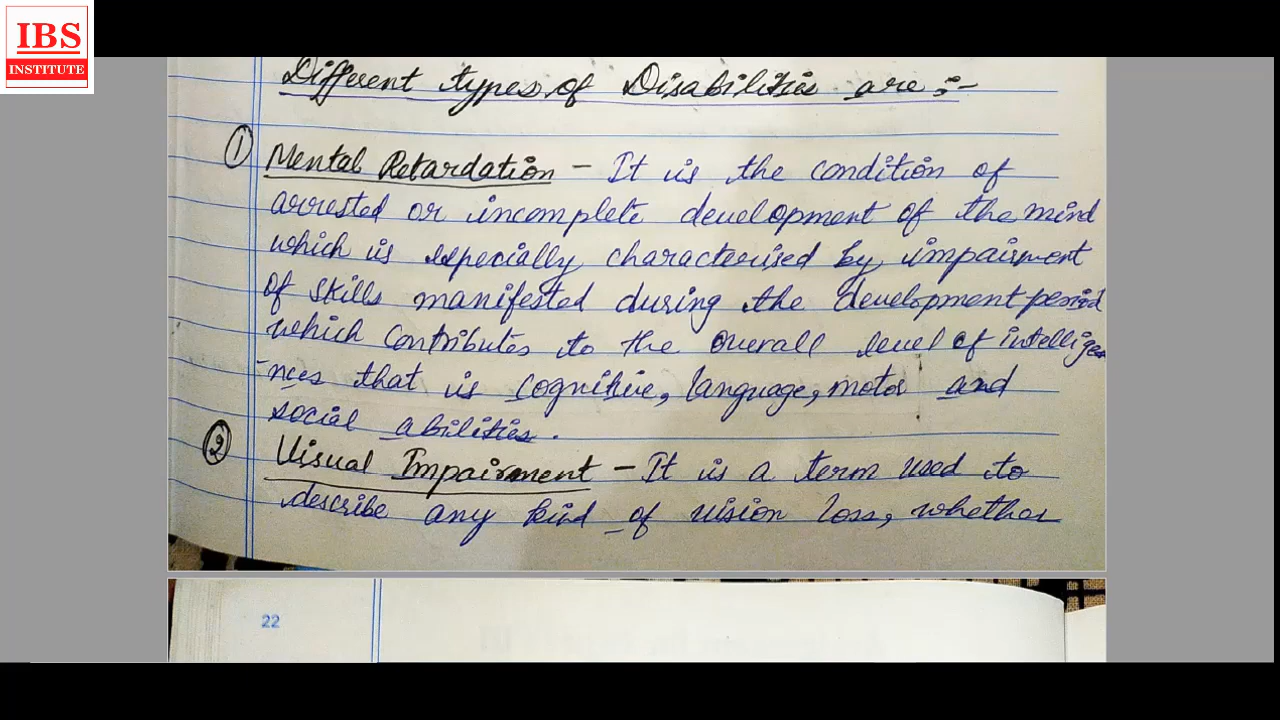 IBS
INSTITUTE
Different types of Disabilities are :-
① Mental Retardation - It is the condition of
arrested or incomplete development of the mind
which is especially characterised by impairment
of skills manifested during the development period
which contributes to the overall level of intellige
-nces that is cognitive, language, motor and
social abilities.
② Visual Impairment - It is a term used to
describe any kind of vision loss, whether
22